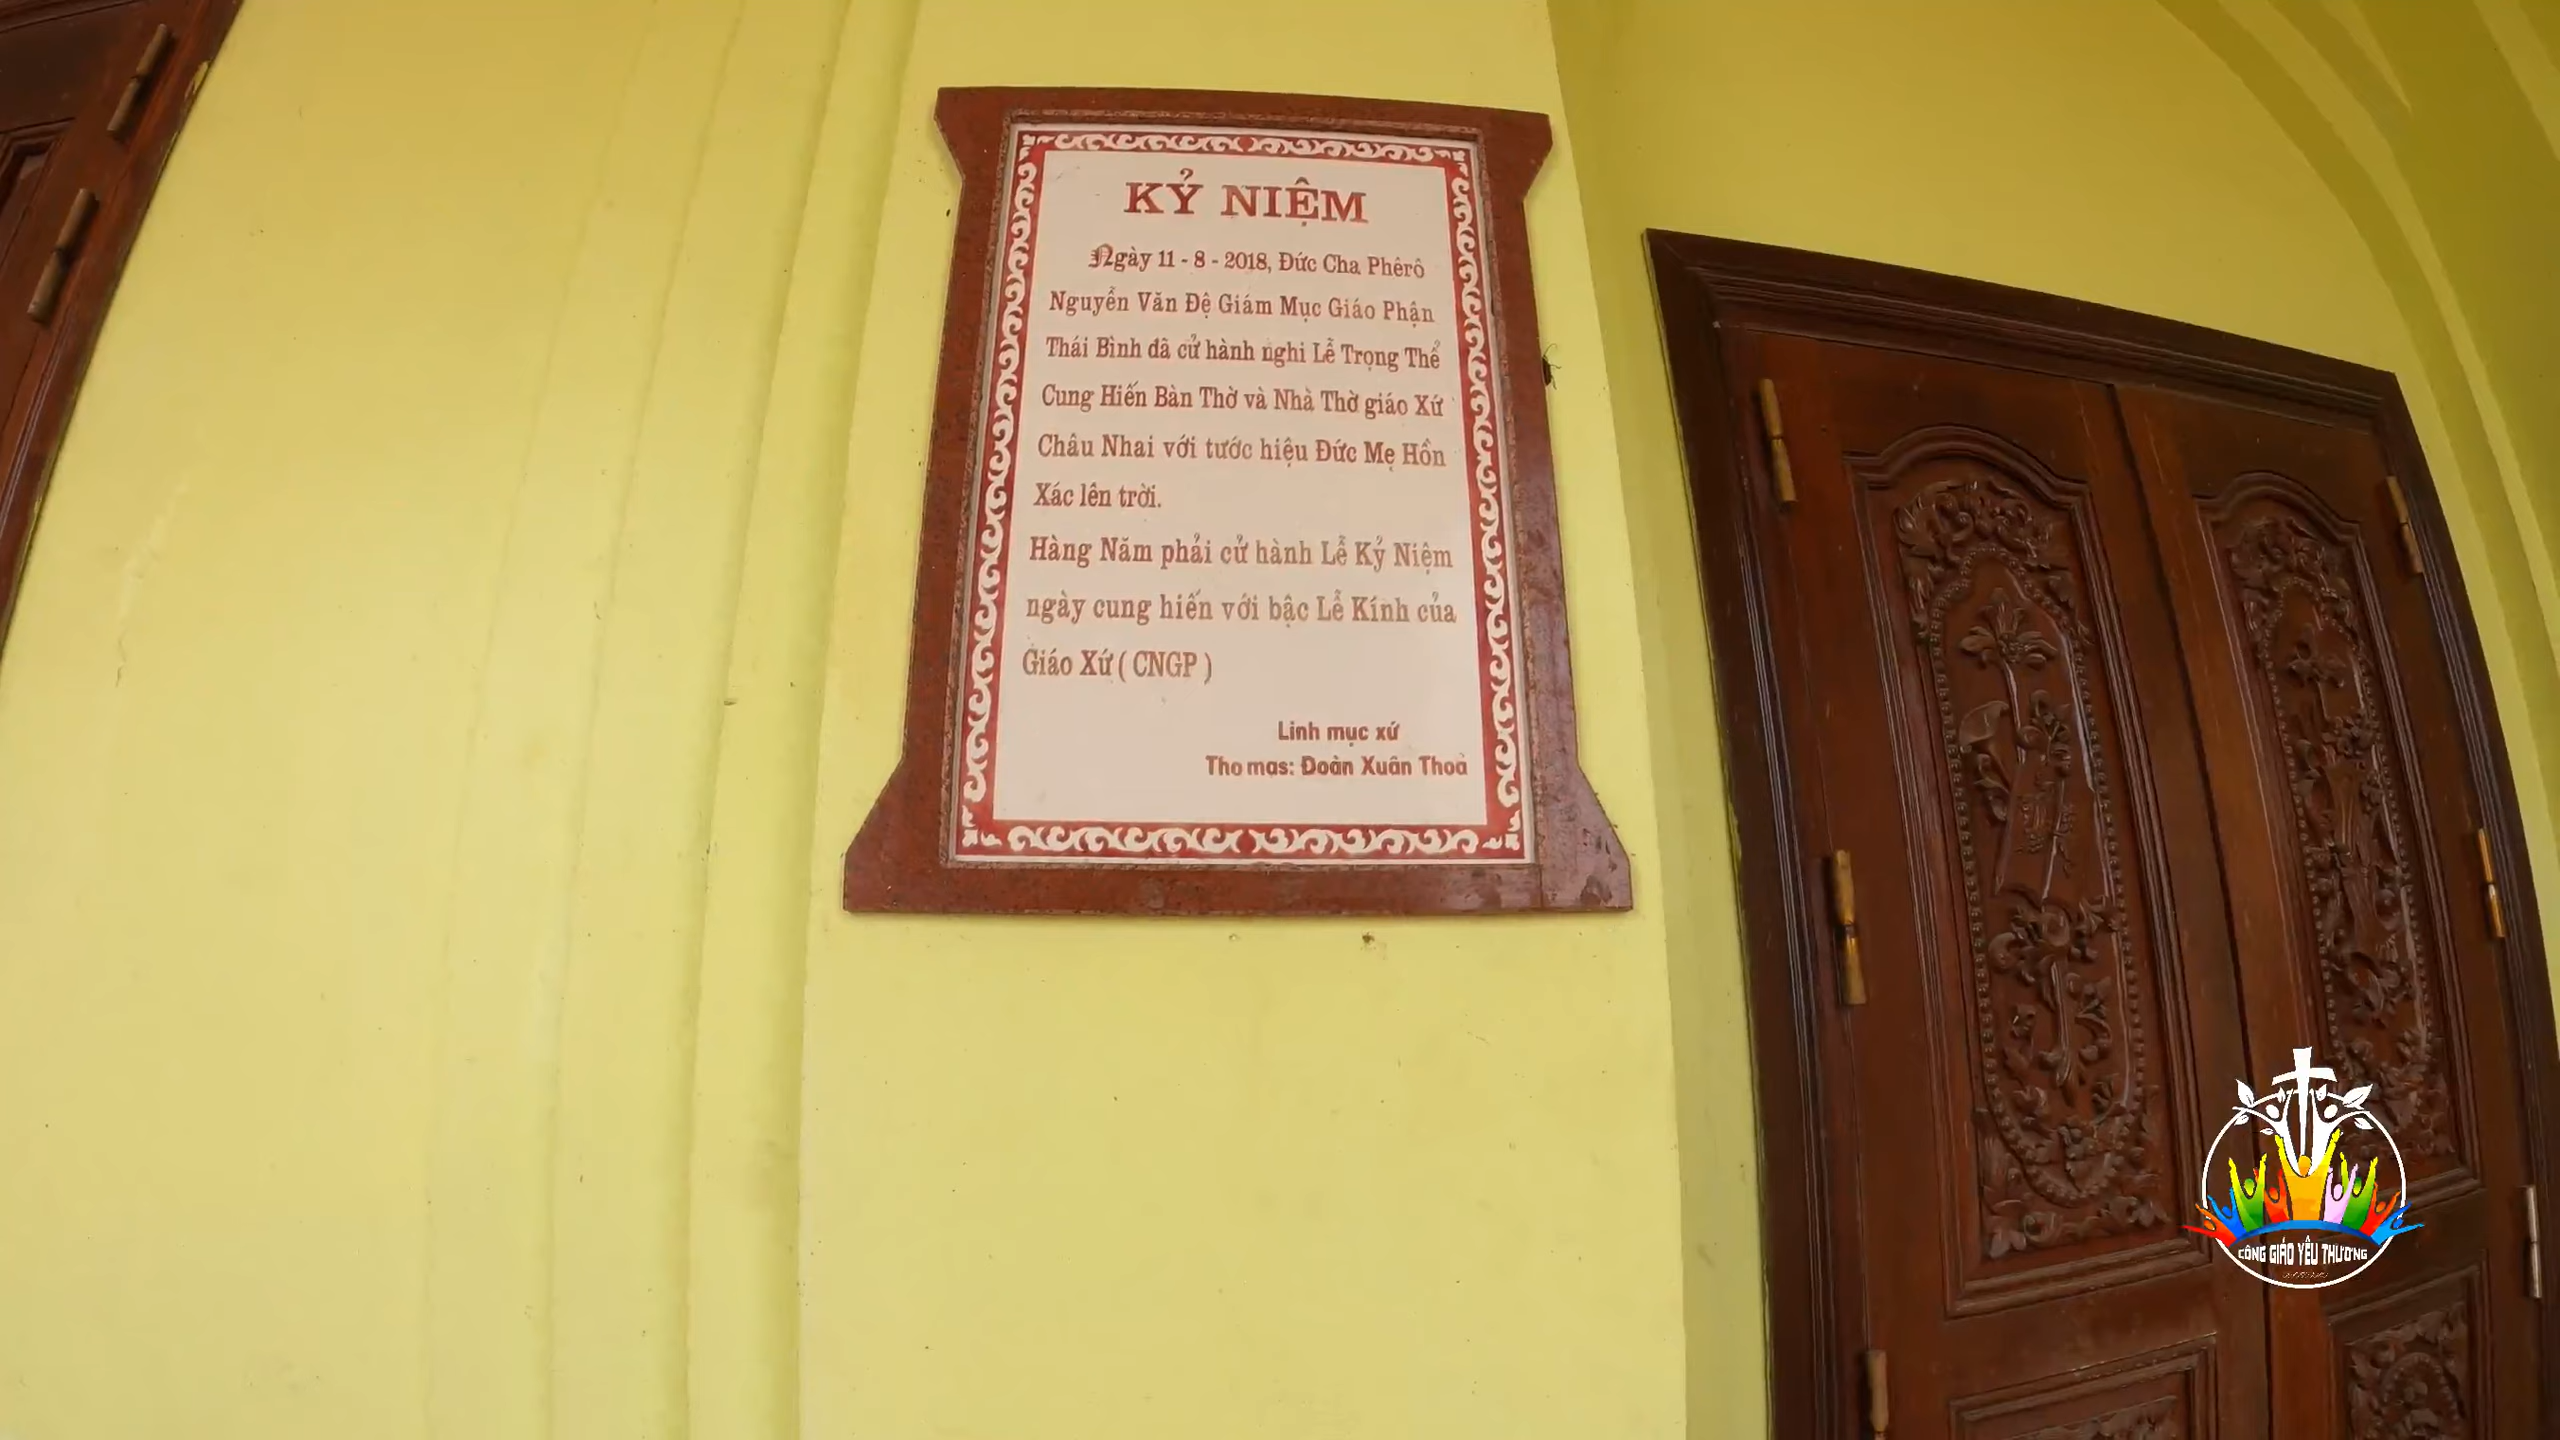 KỶ NIỆM
Ngày 11 - 8 - 2018, Đức Cha Phêrô
Nguyễn Văn Đệ Giám Mục Giáo Phận
Thái Bình đã cử hành nghi Lễ Trọng Thể
Cung Hiến Bàn Thờ và Nhà Thờ giáo Xứ
Châu Nhai với tước hiệu Đức Mẹ Hồn
Xác lên trời.
Hàng Năm phải cử hành Lễ Kỷ Niệm
ngày cung hiến với bậc Lễ Kính của
Giáo Xứ ( CNGP )
Linh mục xứ
Thomas: Đoàn Xuân Thoả
CÔNG GIÁO YÊU THƯƠNG